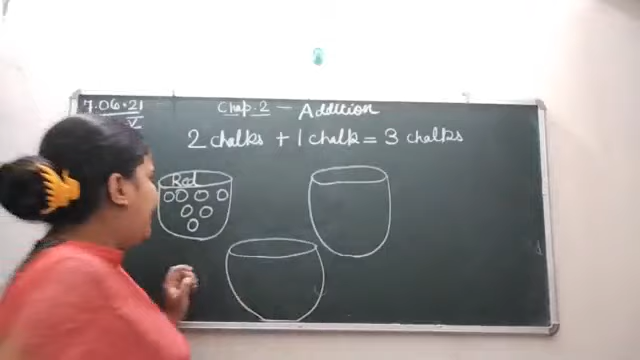 7.06.21
V
Chap.2 - Addition
2 chalks + 1 chalk = 3 chalks
Red